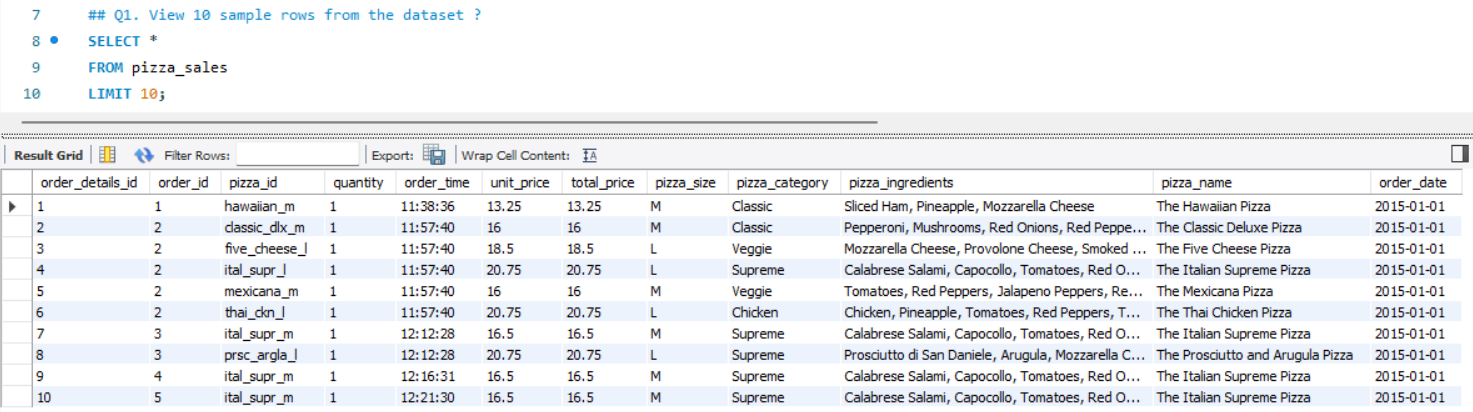 7 ## Q1. View 10 sample rows from the dataset ?
8 SELECT *
9 FROM pizza_sales
10 LIMIT 10;
Result Grid Filter Rows: Export: Wrap Cell Content: IA
order_details_id order_id pizza_id quantity order_time unit_price total_price pizza_size pizza_category pizza_ingredients pizza_name order_date
1 1 hawaiian_m 1 11:38:36 13.25 13.25 M Classic Sliced Ham, Pineapple, Mozzarella Cheese The Hawaiian Pizza 2015-01-01
2 2 classic_dlx_m 1 11:57:40 16 16 M Classic Pepperoni, Mushrooms, Red Onions, Red Peppe... The Classic Deluxe Pizza 2015-01-01
3 2 five_cheese_l 1 11:57:40 18.5 18.5 L Veggie Mozzarella Cheese, Provolone Cheese, Smoked ... The Five Cheese Pizza 2015-01-01
4 2 ital_supr_l 1 11:57:40 20.75 20.75 L Supreme Calabrese Salami, Capocollo, Tomatoes, Red O... The Italian Supreme Pizza 2015-01-01
5 2 mexicana_m 1 11:57:40 16 16 M Veggie Tomatoes, Red Peppers, Jalapeno Peppers, Re... The Mexicana Pizza 2015-01-01
6 2 thai_ckn_l 1 11:57:40 20.75 20.75 L Chicken Chicken, Pineapple, Tomatoes, Red Peppers, T... The Thai Chicken Pizza 2015-01-01
7 3 ital_supr_m 1 12:12:28 16.5 16.5 M Supreme Calabrese Salami, Capocollo, Tomatoes, Red O... The Italian Supreme Pizza 2015-01-01
8 3 prsc_argla_l 1 12:12:28 20.75 20.75 L Supreme Prosciutto di San Daniele, Arugula, Mozzarella C... The Prosciutto and Arugula Pizza 2015-01-01
9 4 ital_supr_m 1 12:16:31 16.5 16.5 M Supreme Calabrese Salami, Capocollo, Tomatoes, Red O... The Italian Supreme Pizza 2015-01-01
10 5 ital_supr_m 1 12:21:30 16.5 16.5 M Supreme Calabrese Salami, Capocollo, Tomatoes, Red O... The Italian Supreme Pizza 2015-01-01